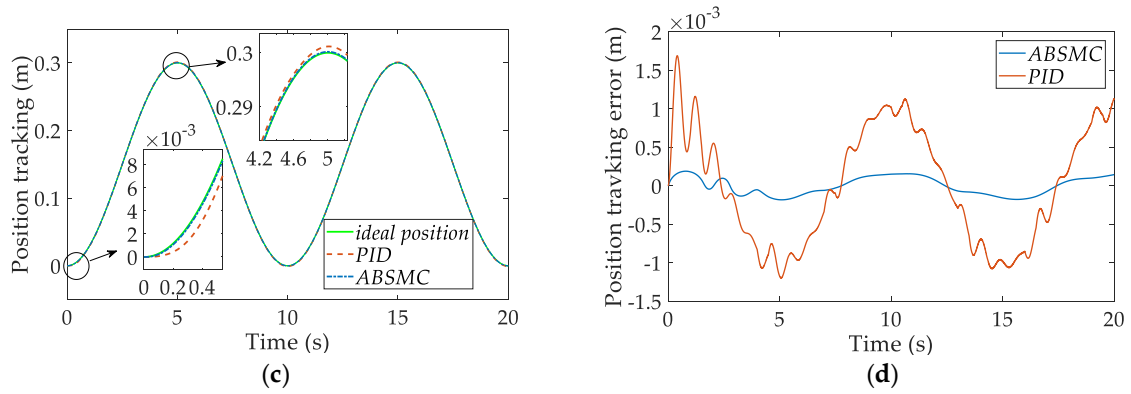 Position tracking (m)
0.3
0.2
0.1
0
0
5
10
15
20
Time (s)
0.3
0.29
4.2 4.6 5
×10⁻³
8
6
4
2
0
0 0.2 0.4
ideal position
PID
ABSMC
(c)
Position travking error (m)
×10⁻³
2
1.5
1
0.5
0
-0.5
-1
-1.5
0
5
10
15
20
Time (s)
ABSMC
PID
(d)